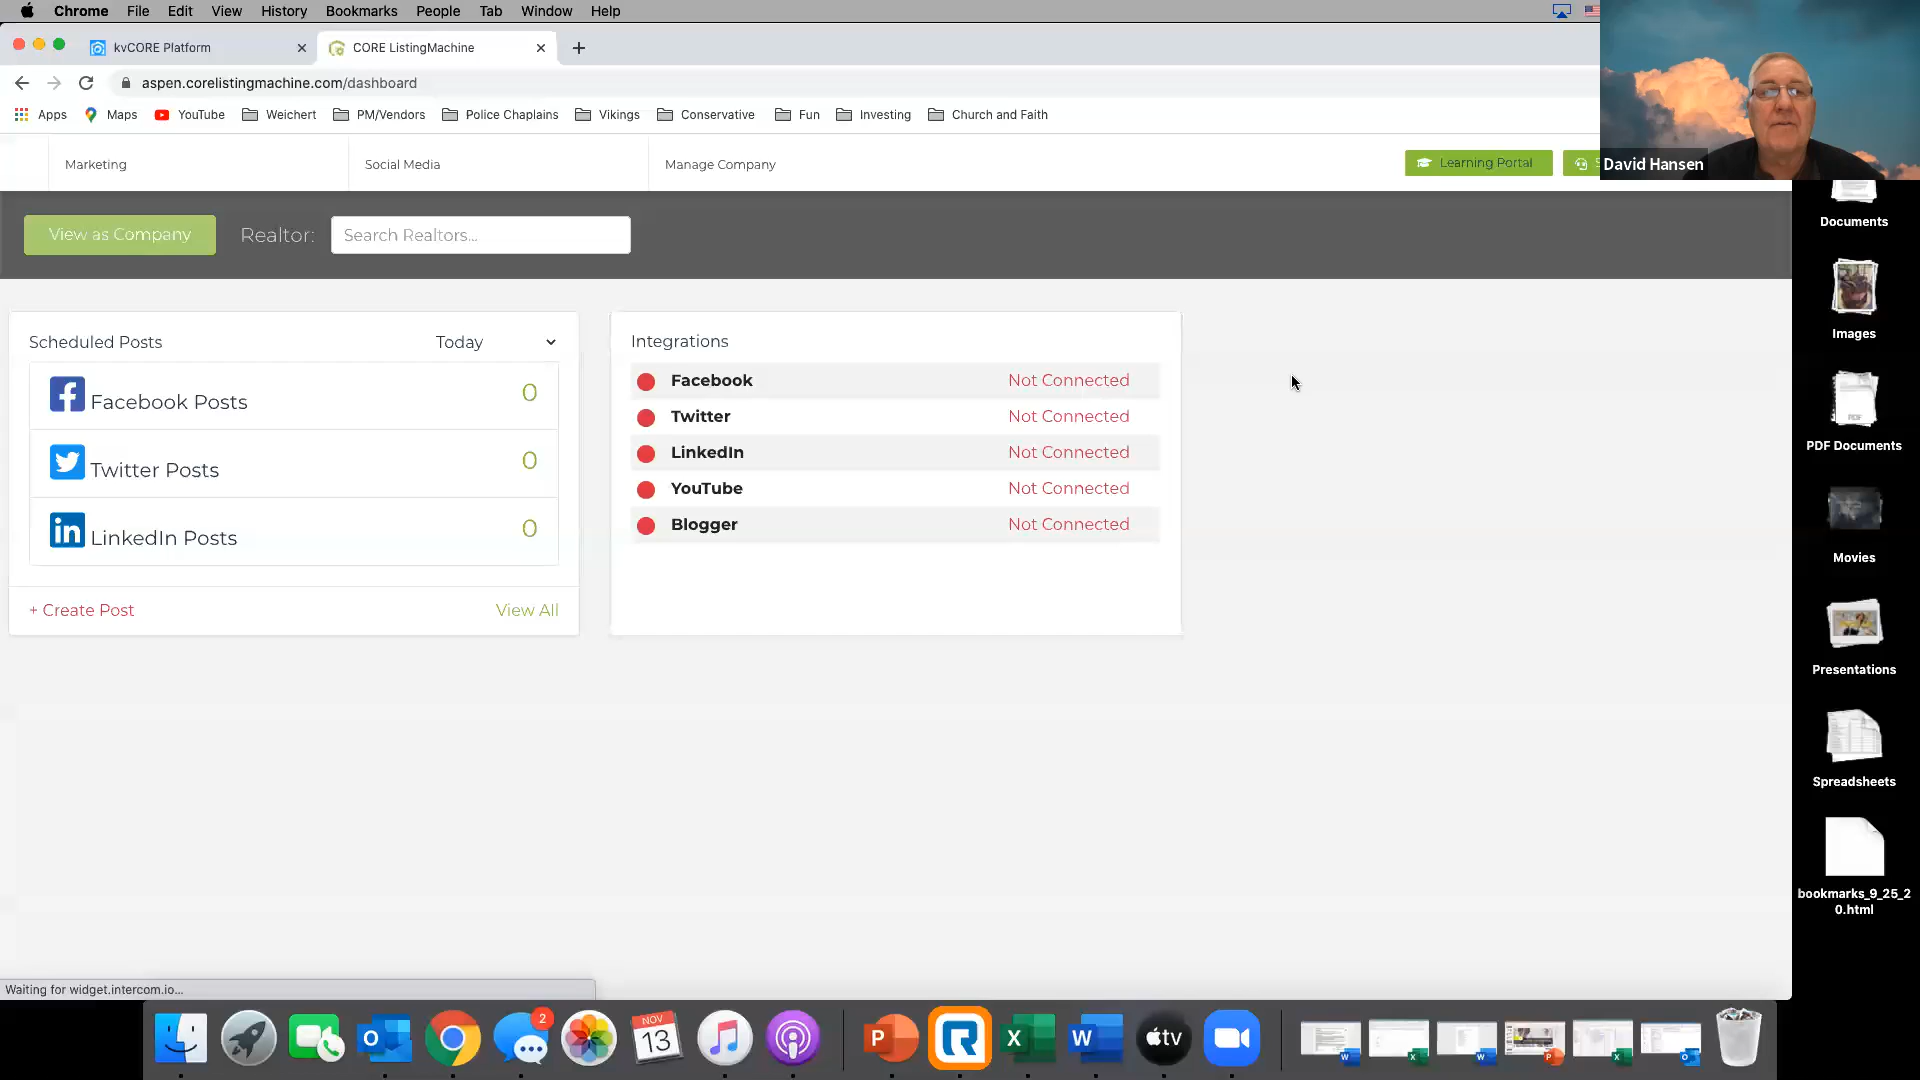 Chrome File Edit View History Bookmarks People Tab Window Help
kvCORE Platform
CORE ListingMachine
aspen.corelistingmachine.com/dashboard
Apps Maps YouTube Weichert PM/Vendors Police Chaplains Vikings Conservative Fun Investing Church and Faith
Marketing
Social Media
Manage Company
Learning Portal
David Hansen
View as Company
Realtor:
Search Realtors...
Scheduled Posts
Today
Facebook Posts 0
Twitter Posts 0
LinkedIn Posts 0
+ Create Post
View All
Integrations
Facebook Not Connected
Twitter Not Connected
LinkedIn Not Connected
YouTube Not Connected
Blogger Not Connected
Documents
Images
PDF
PDF Documents
Movies
Presentations
Spreadsheets
bookmarks_9_25_2
0.html
Waiting for widget.intercom.io...
2
NOV
13
tv